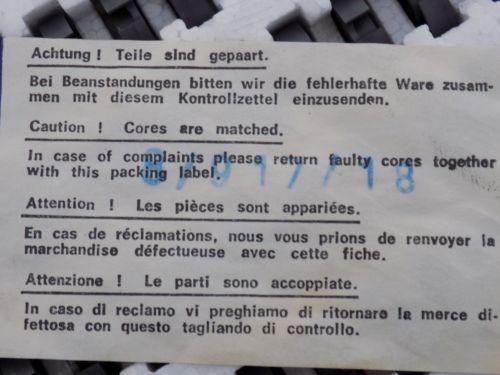 Achtung ! Teile sind gepaart.
Bei Beanstandungen bitten wir die fehlerhafte Ware zusam-
men mit diesem Kontrollzettel einzusenden.
Caution ! Cores are matched.
In case of complaints please return faulty cores together
with this packing label.
Attention ! Les pièces sont appariées.
En cas de réclamations, nous vous prions de renvoyer la
marchandise défectueuse avec cette fiche.
Attenzione ! Le parti sono accoppiate.
In caso di reclamo vi preghiamo di ritornare la merce di-
fettosa con questo tagliando di controllo.